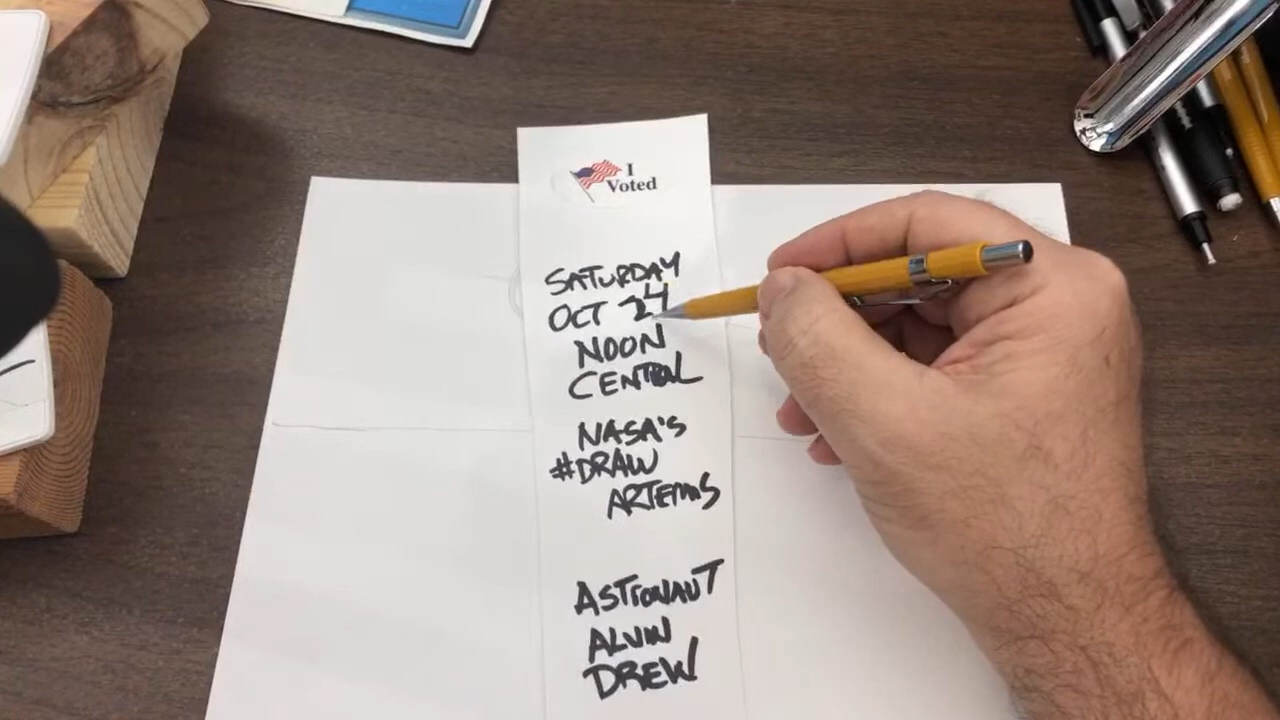 I
Voted
SATURDAY
OCT 24
NOON
CENTRAL
NASA'S
#DRAW
ARTEMIS
ASTRONAUT
ALVIN
DREW